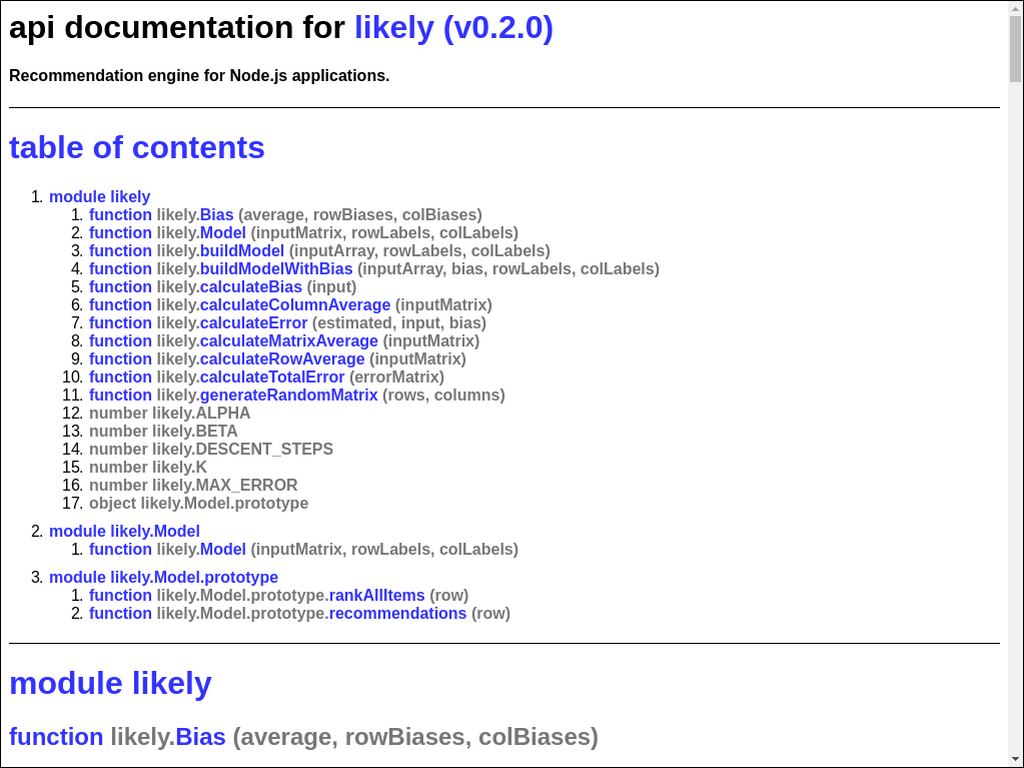 api documentation for likely (v0.2.0)
Recommendation engine for Node.js applications.
table of contents
1. module likely
1. function likely.Bias (average, rowBiases, colBiases)
2. function likely.Model (inputMatrix, rowLabels, colLabels)
3. function likely.buildModel (inputArray, rowLabels, colLabels)
4. function likely.buildModelWithBias (inputArray, bias, rowLabels, colLabels)
5. function likely.calculateBias (input)
6. function likely.calculateColumnAverage (inputMatrix)
7. function likely.calculateError (estimated, input, bias)
8. function likely.calculateMatrixAverage (inputMatrix)
9. function likely.calculateRowAverage (inputMatrix)
10. function likely.calculateTotalError (errorMatrix)
11. function likely.generateRandomMatrix (rows, columns)
12. number likely.ALPHA
13. number likely.BETA
14. number likely.DESCENT_STEPS
15. number likely.K
16. number likely.MAX_ERROR
17. object likely.Model.prototype
2. module likely.Model
1. function likely.Model (inputMatrix, rowLabels, colLabels)
3. module likely.Model.prototype
1. function likely.Model.prototype.rankAllItems (row)
2. function likely.Model.prototype.recommendations (row)
module likely
function likely.Bias (average, rowBiases, colBiases)